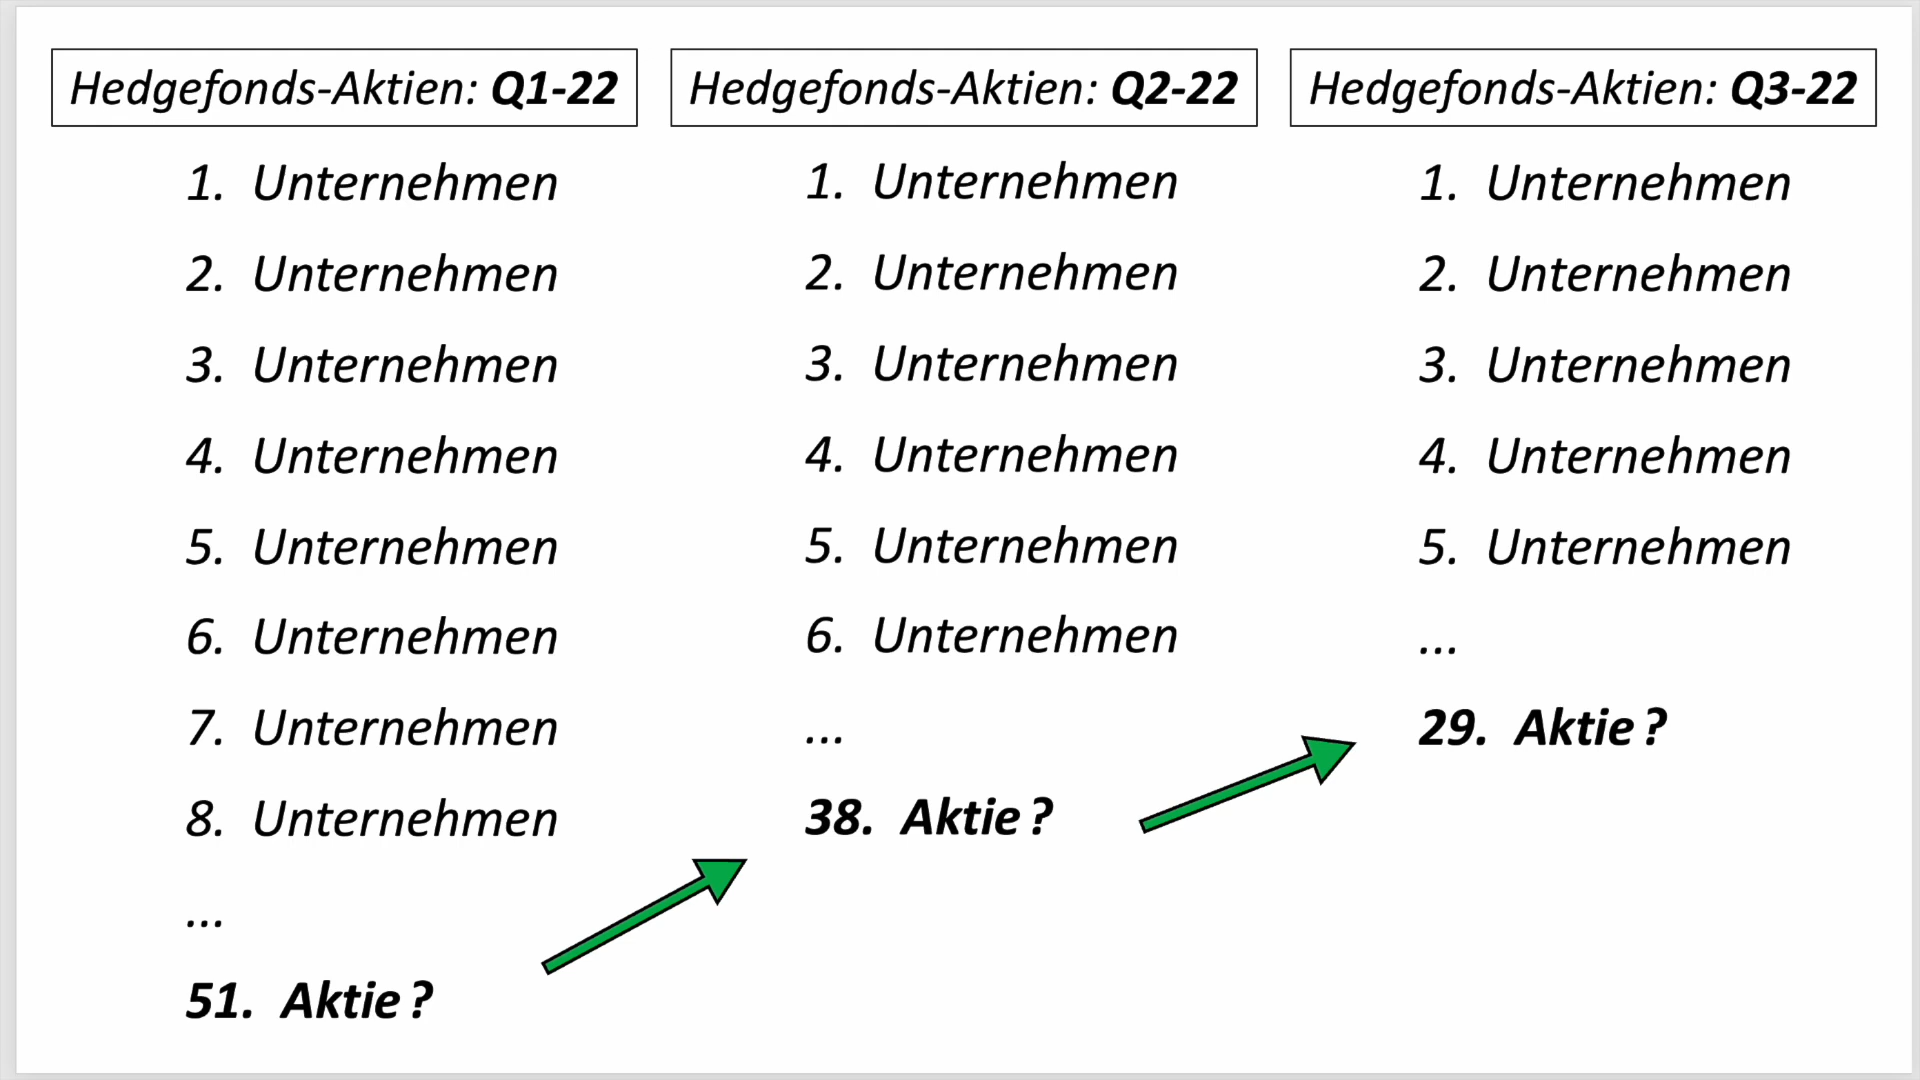 Hedgefonds-Aktien: Q1-22
1. Unternehmen
2. Unternehmen
3. Unternehmen
4. Unternehmen
5. Unternehmen
6. Unternehmen
7. Unternehmen
8. Unternehmen
...
51. Aktie ?
Hedgefonds-Aktien: Q2-22
1. Unternehmen
2. Unternehmen
3. Unternehmen
4. Unternehmen
5. Unternehmen
6. Unternehmen
...
38. Aktie ?
Hedgefonds-Aktien: Q3-22
1. Unternehmen
2. Unternehmen
3. Unternehmen
4. Unternehmen
5. Unternehmen
...
29. Aktie ?